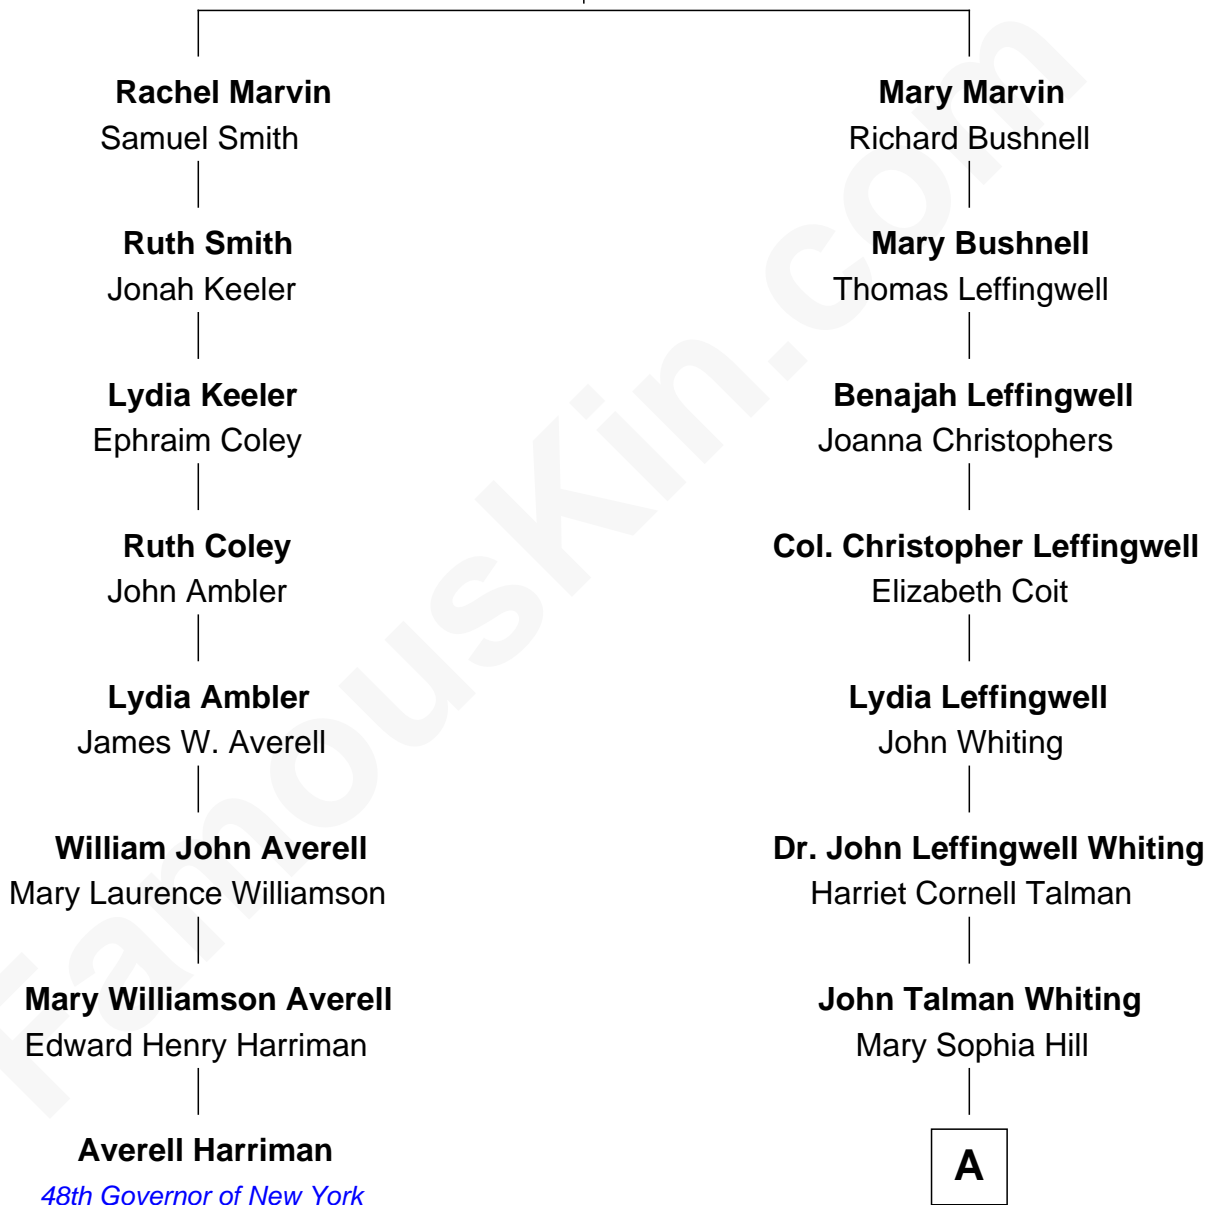 Rachel Marvin
Samuel Smith
Ruth Smith
Jonah Keeler
Lydia Keeler
Ephraim Coley
Ruth Coley
John Ambler
Lydia Ambler
James W. Averell
William John Averell
Mary Laurence Williamson
Mary Williamson Averell
Edward Henry Harriman
Averell Harriman
48th Governor of New York
Mary Marvin
Richard Bushnell
Mary Bushnell
Thomas Leffingwell
Benajah Leffingwell
Joanna Christophers
Col. Christopher Leffingwell
Elizabeth Coit
Lydia Leffingwell
John Whiting
Dr. John Leffingwell Whiting
Harriet Cornell Talman
John Talman Whiting
Mary Sophia Hill
A
FamousKin.com